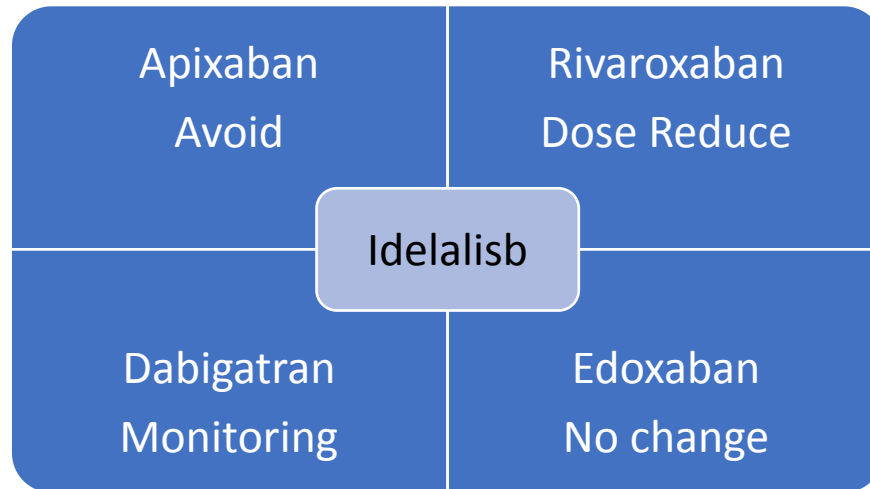 Apixaban
Avoid
Rivaroxaban
Dose Reduce
Idelalisb
Dabigatran
Monitoring
Edoxaban
No change